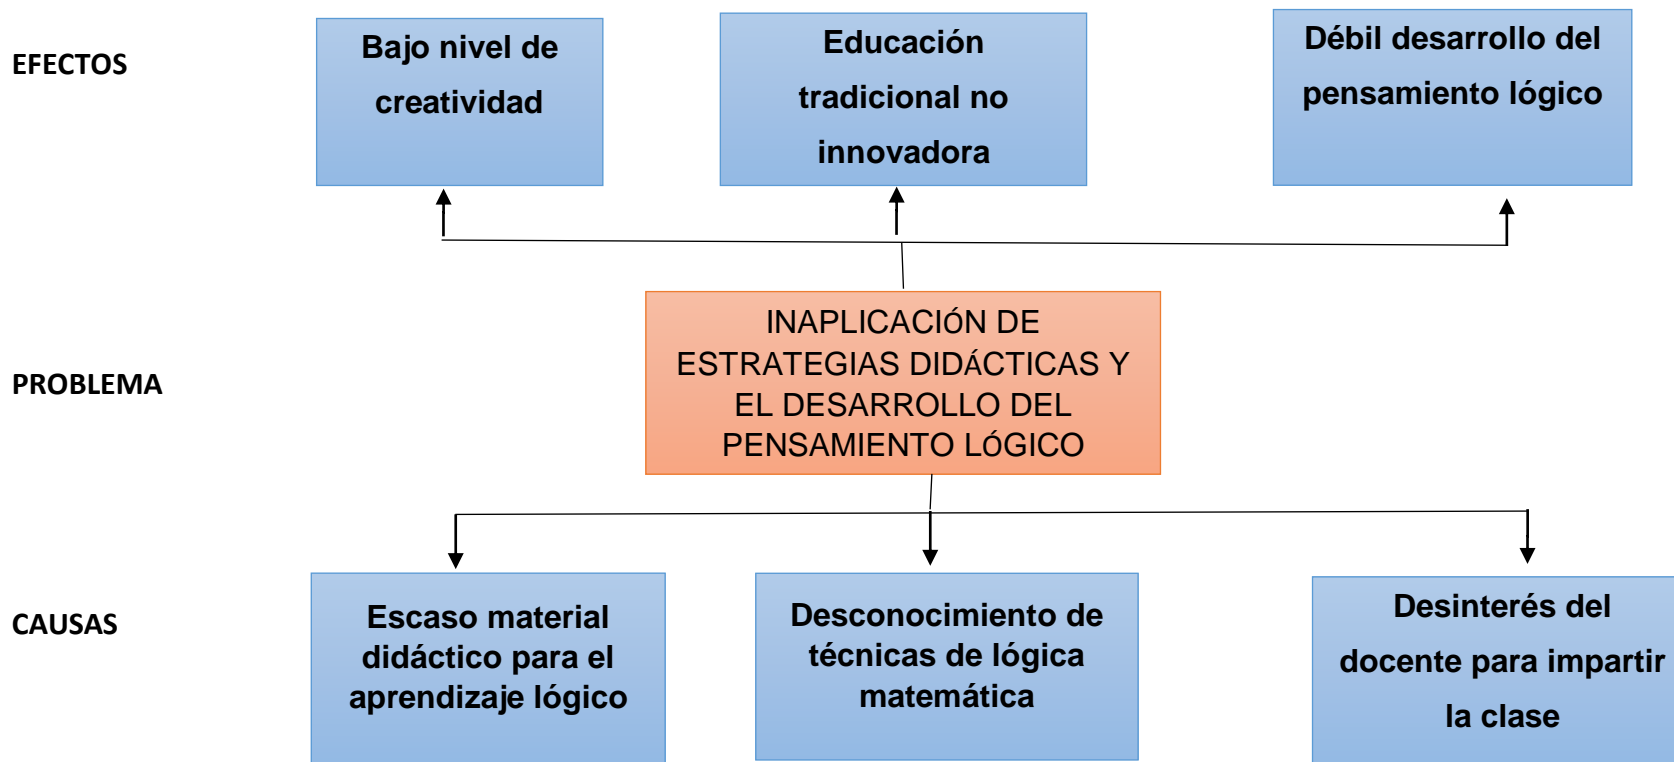 EFECTOS
Bajo nivel de
creatividad
Educación
tradicional no
innovadora
Débil desarrollo del
pensamiento lógico
PROBLEMA
INAPLICACIÓN DE
ESTRATEGIAS DIDÁCTICAS Y
EL DESARROLLO DEL
PENSAMIENTO LÓGICO
CAUSAS
Escaso material
didáctico para el
aprendizaje lógico
Desconocimiento de
técnicas de lógica
matemática
Desinterés del
docente para impartir
la clase